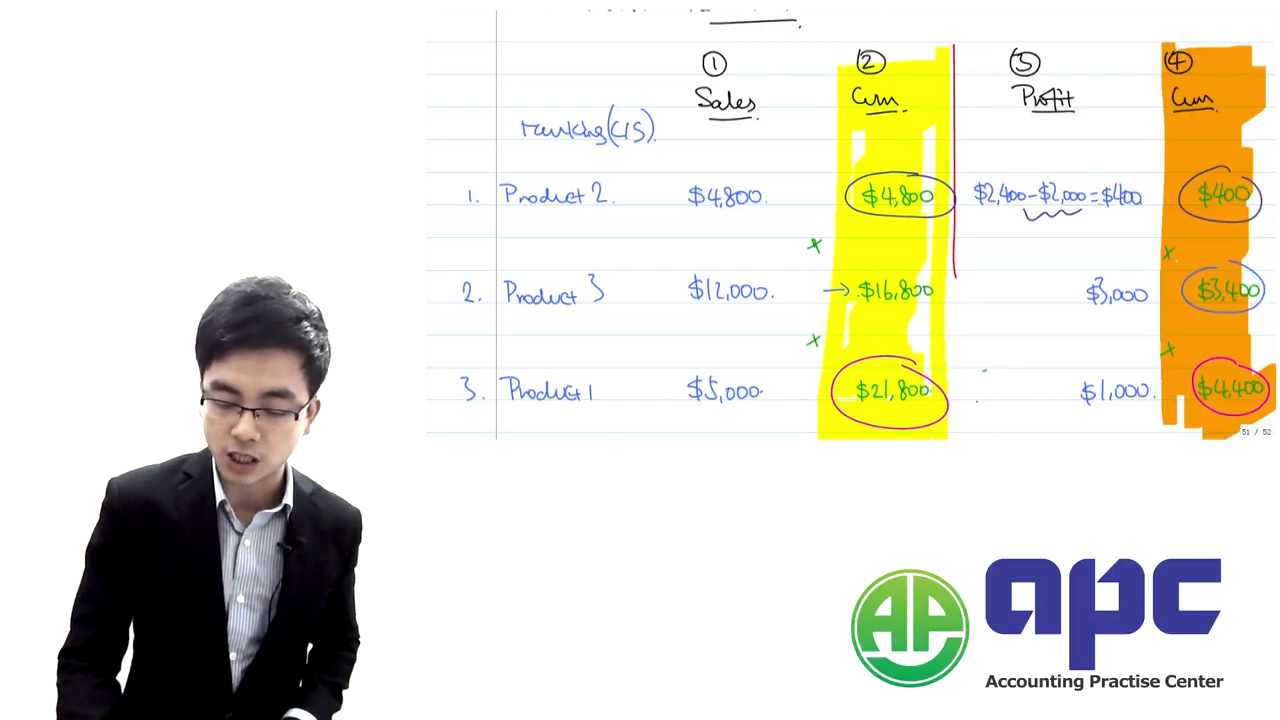 ① ② ③ ④
Sales Cum. Profit Cum.
ranking (C/S).
1. Product 2. $4,800. $4,800 $2,400-$2,000=$400 $400
x x
2. Product 3 $12,000. → $16,800 $3,000 $3,400
x x
3. Product 1 $5,000. $21,800 $1,000. $4,400
51 / 52
AP apc
Accounting Practise Center